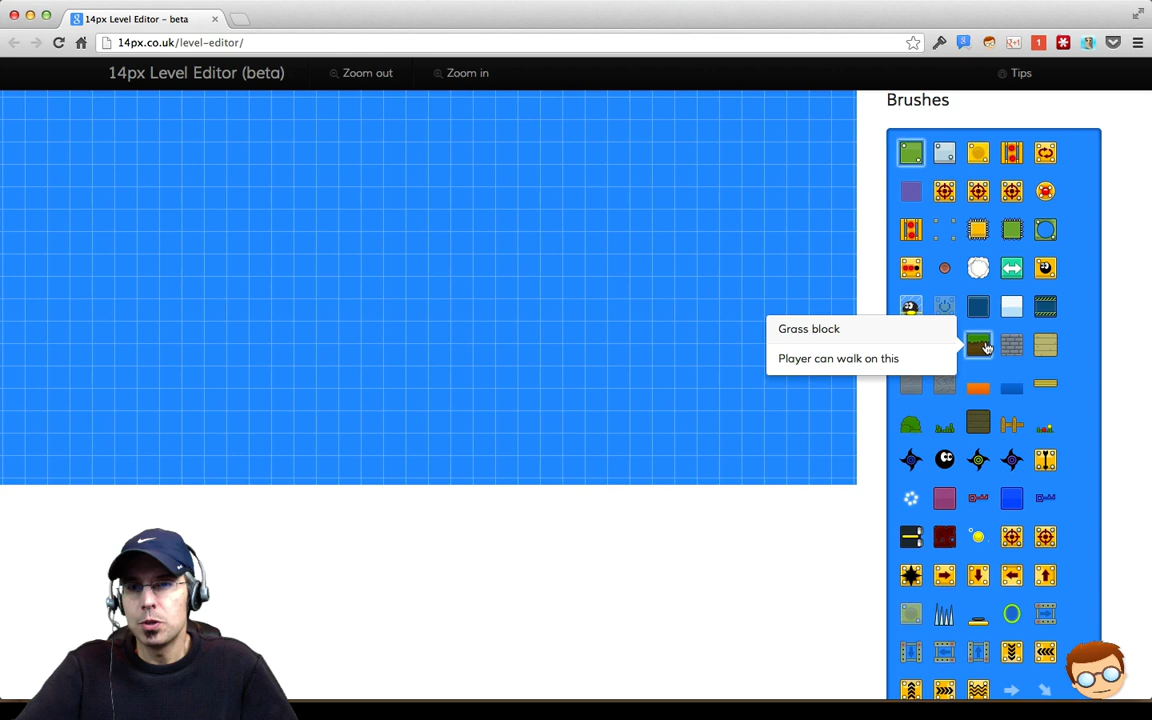 14px Level Editor - beta
14px.co.uk/level-editor/
1
14px Level Editor (beta)
Zoom out
Zoom in
Tips
Brushes
Grass block
Player can walk on this